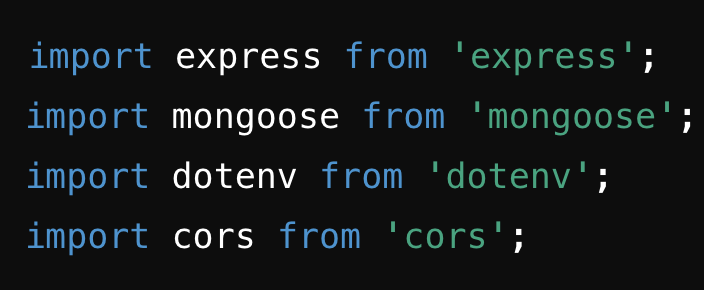 import express from 'express';
import mongoose from 'mongoose';
import dotenv from 'dotenv';
import cors from 'cors';